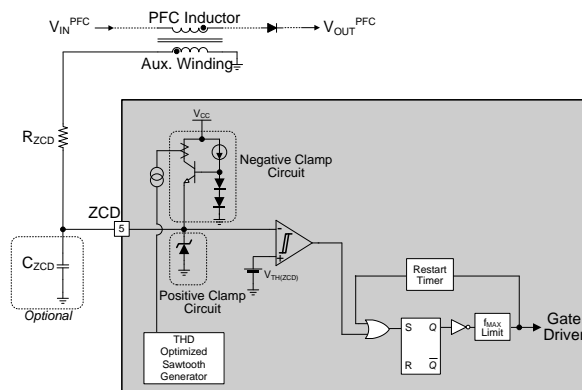 PFC Inductor
V_IN^PFC
V_OUT^PFC
Aux. Winding
R_ZCD
V_CC
Negative Clamp
Circuit
ZCD
5
C_ZCD
Optional
V_TH(ZCD)
Positive Clamp
Circuit
Restart
Timer
THD
Optimized
Sawtooth
Generator
S Q
R Q̅
f_MAX
Limit
Gate
Driver